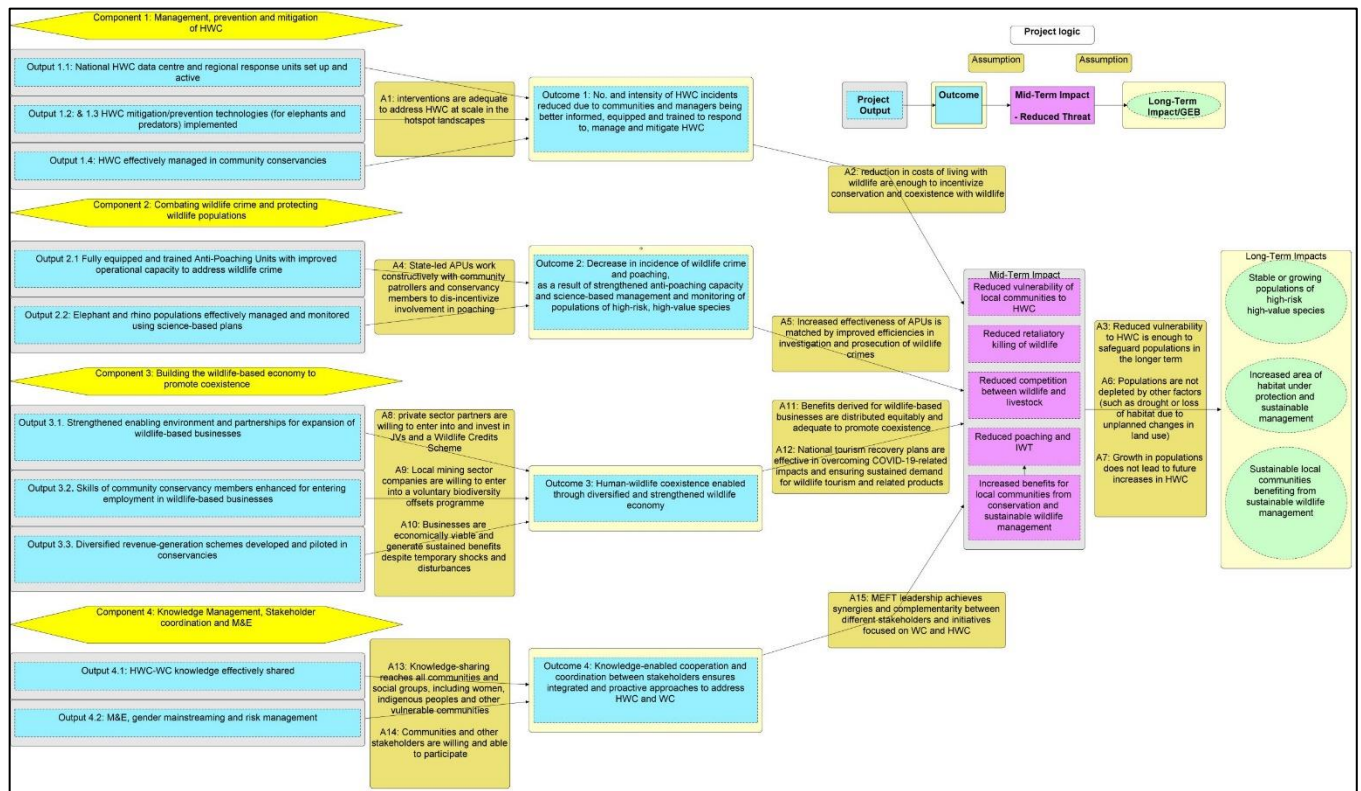 Component 1: Management, prevention and mitigation
of HWC
Output 1.1: National HWC data centre and regional response units set up and
active
Output 1.2: & 1.3 HWC mitigation/prevention technologies (for elephants and
predators) implemented
Output 1.4: HWC effectively managed in community conservancies
A1: interventions are adequate
to address HWC at scale in the
hotspot landscapes
Outcome 1: No. and intensity of HWC incidents
reduced due to communities and managers being
better informed, equipped and trained to respond
to, manage and mitigate HWC
Project logic
Assumption
Assumption
Project
Output
Outcome
Mid-Term Impact
- Reduced Threat
Long-Term
Impact/GEB
A2: reduction in costs of living with
wildlife are enough to incentivize
conservation and coexistence with wildlife
Component 2: Combating wildlife crime and protecting
wildlife populations
Output 2.1 Fully equipped and trained Anti-Poaching Units with improved
operational capacity to address wildlife crime
Output 2.2: Elephant and rhino populations effectively managed and monitored
using science-based plans
A4: State-led APUs work
constructively with community
patrollers and conservancy
members to dis-incentivize
involvement in poaching
Outcome 2: Decrease in incidence of wildlife crime
and poaching,
as a result of strengthened anti-poaching capacity
and science-based management and monitoring of
populations of high-risk, high-value species
A5: Increased effectiveness of APUs is
matched by improved efficiencies in
investigation and prosecution of wildlife
crimes
Component 3: Building the wildlife-based economy to
promote coexistence
Output 3.1. Strengthened enabling environment and partnerships for expansion of
wildlife-based businesses
Output 3.2. Skills of community conservancy members enhanced for entering
employment in wildlife-based businesses
Output 3.3. Diversified revenue-generation schemes developed and piloted in
conservancies
A8: private sector partners are
willing to enter into and invest in
JVs and a Wildlife Credits
Scheme
A9: Local mining sector
companies are willing to enter
into a voluntary biodiversity
offsets programme
A10: Businesses are
economically viable and
generate sustained benefits
despite temporary shocks and
disturbances
Outcome 3: Human-wildlife coexistence enabled
through diversified and strengthened wildlife
economy
A11: Benefits derived for wildlife-based
businesses are distributed equitably and
adequate to promote coexistence
A12: National tourism recovery plans are
effective in overcoming COVID-19-related
impacts and ensuring sustained demand
for wildlife tourism and related products
Mid-Term Impact
Reduced vulnerability of
local communities to
HWC
Reduced retaliatory
killing of wildlife
Reduced competition
between wildlife and
livestock
Reduced poaching and
IWT
Increased benefits for
local communities from
conservation and
sustainable wildlife
management
A3: Reduced vulnerability
to HWC is enough to
safeguard populations in
the longer term
A6: Populations are not
depleted by other factors
(such as drought or loss
of habitat due to
unplanned changes in
land use)
A7: Growth in populations
does not lead to future
increases in HWC
Long-Term Impacts
Stable or growing
populations of
high-risk
high-value species
Increased area of
habitat under
protection and
sustainable
management
Sustainable local
communities
benefiting from
sustainable wildlife
management
Component 4: Knowledge Management, Stakeholder
coordination and M&E
Output 4.1: HWC-WC knowledge effectively shared
Output 4.2: M&E, gender mainstreaming and risk management
A13: Knowledge-sharing
reaches all communities and
social groups, including women,
indigenous peoples and other
vulnerable communities
A14: Communities and other
stakeholders are willing and able
to participate
Outcome 4: Knowledge-enabled cooperation and
coordination between stakeholders ensures
integrated and proactive approaches to address
HWC and WC
A15: MEFT leadership achieves
synergies and complementarity between
different stakeholders and initiatives
focused on WC and HWC